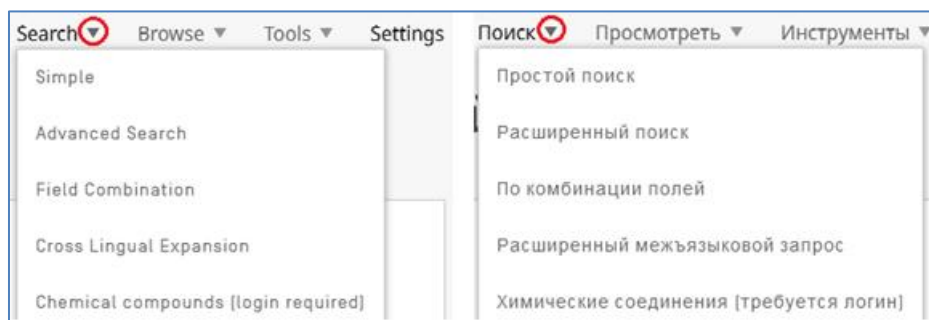 Search ▼ Browse ▼ Tools ▼ Settings
Simple
Advanced Search
Field Combination
Cross Lingual Expansion
Chemical compounds (login required)
Поиск ▼ Просмотреть ▼ Инструменты ▼
Простой поиск
Расширенный поиск
По комбинации полей
Расширенный межъязыковой запрос
Химические соединения (требуется логин)